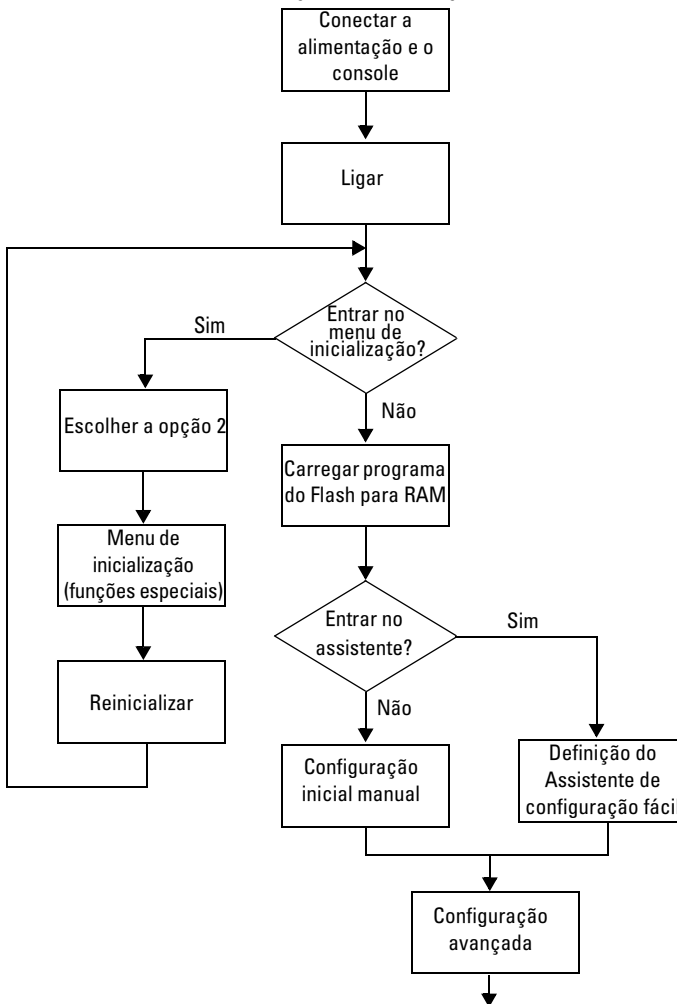 Conectar a
alimentação e o
console
Ligar
Entrar no
menu de
inicialização?
Sim
Não
Escolher a opção 2
Carregar programa
do Flash para RAM
Menu de
inicialização
(funções especiais)
Entrar no
assistente?
Sim
Não
Reinicializar
Configuração
inicial manual
Definição do
Assistente de
configuração fácil
Configuração
avançada